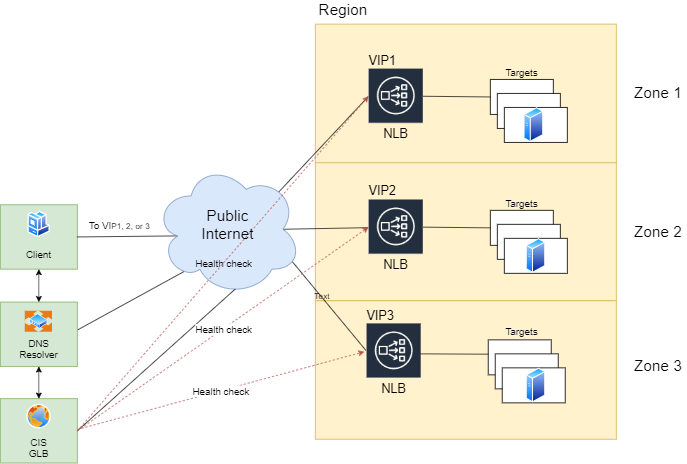 Region
VIP1
NLB
Targets
Zone 1
VIP2
NLB
Targets
Zone 2
VIP3
NLB
Targets
Zone 3
Public
Internet
To VIP1, 2, or 3
Client
DNS
Resolver
CIS
GLB
Health check
Health check
Health check
Text